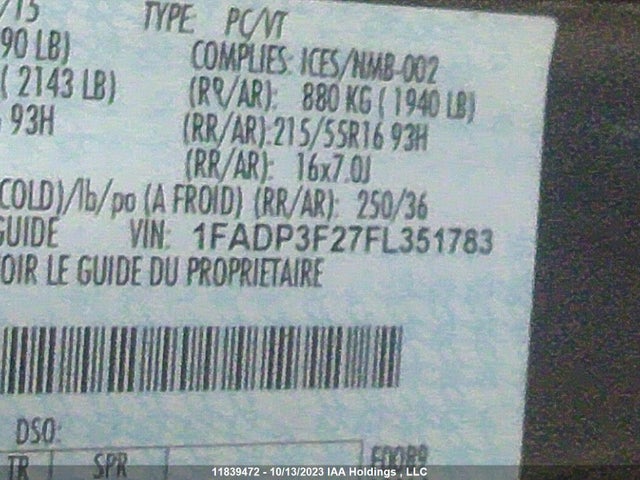 /15 TYPE: PC/VT
90 LB) COMPLIES: ICES/NMB-002
( 2143 LB) (RR/AR): 880 KG ( 1940 LB)
93H (RR/AR):215/55R16 93H
(RR/AR): 16x7.0J
COLD)/lb/po (A FROID) (RR/AR): 250/36
GUIDE VIN: 1FADP3F27FL351783
OIR LE GUIDE DU PROPRIETAIRE
DSO:
TR SPR
11839472 - 10/13/2023 IAA Holdings , LLC